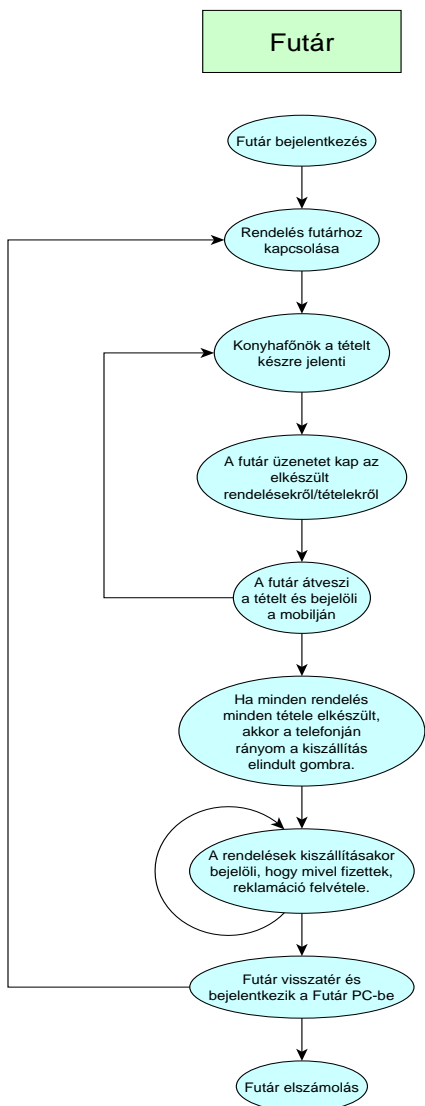 Futár
Futár bejelentkezés
Rendelés futárhoz
kapcsolása
Konyhafőnök a tételt
készre jelenti
A futár üzenetet kap az
elkészült
rendelésekről/tételekről
A futár átveszi
a tételt és bejelöli
a mobilján
Ha minden rendelés
minden tétele elkészült,
akkor a telefonján
rányom a kiszállítás
elindult gombra.
A rendelések kiszállításakor
bejelöli, hogy mivel fizettek,
reklamáció felvétele.
Futár visszatér és
bejelentkezik a Futár PC-be
Futár elszámolás